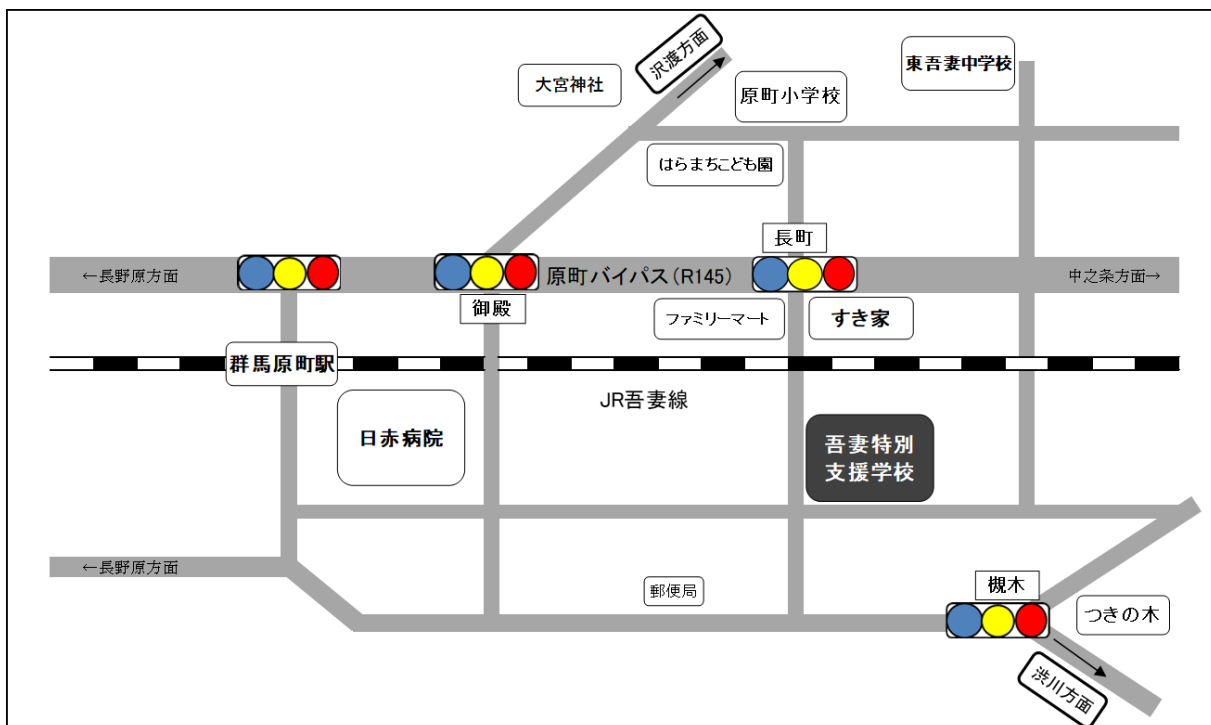 沢渡方面
東吾妻中学校
大宮神社
原町小学校
はらまちこども園
長町
←長野原方面
原町バイパス(R145)
中之条方面→
御殿
ファミリーマート
すき家
群馬原町駅
JR吾妻線
日赤病院
吾妻特別
支援学校
←長野原方面
郵便局
槻木
つきの木
渋川方面